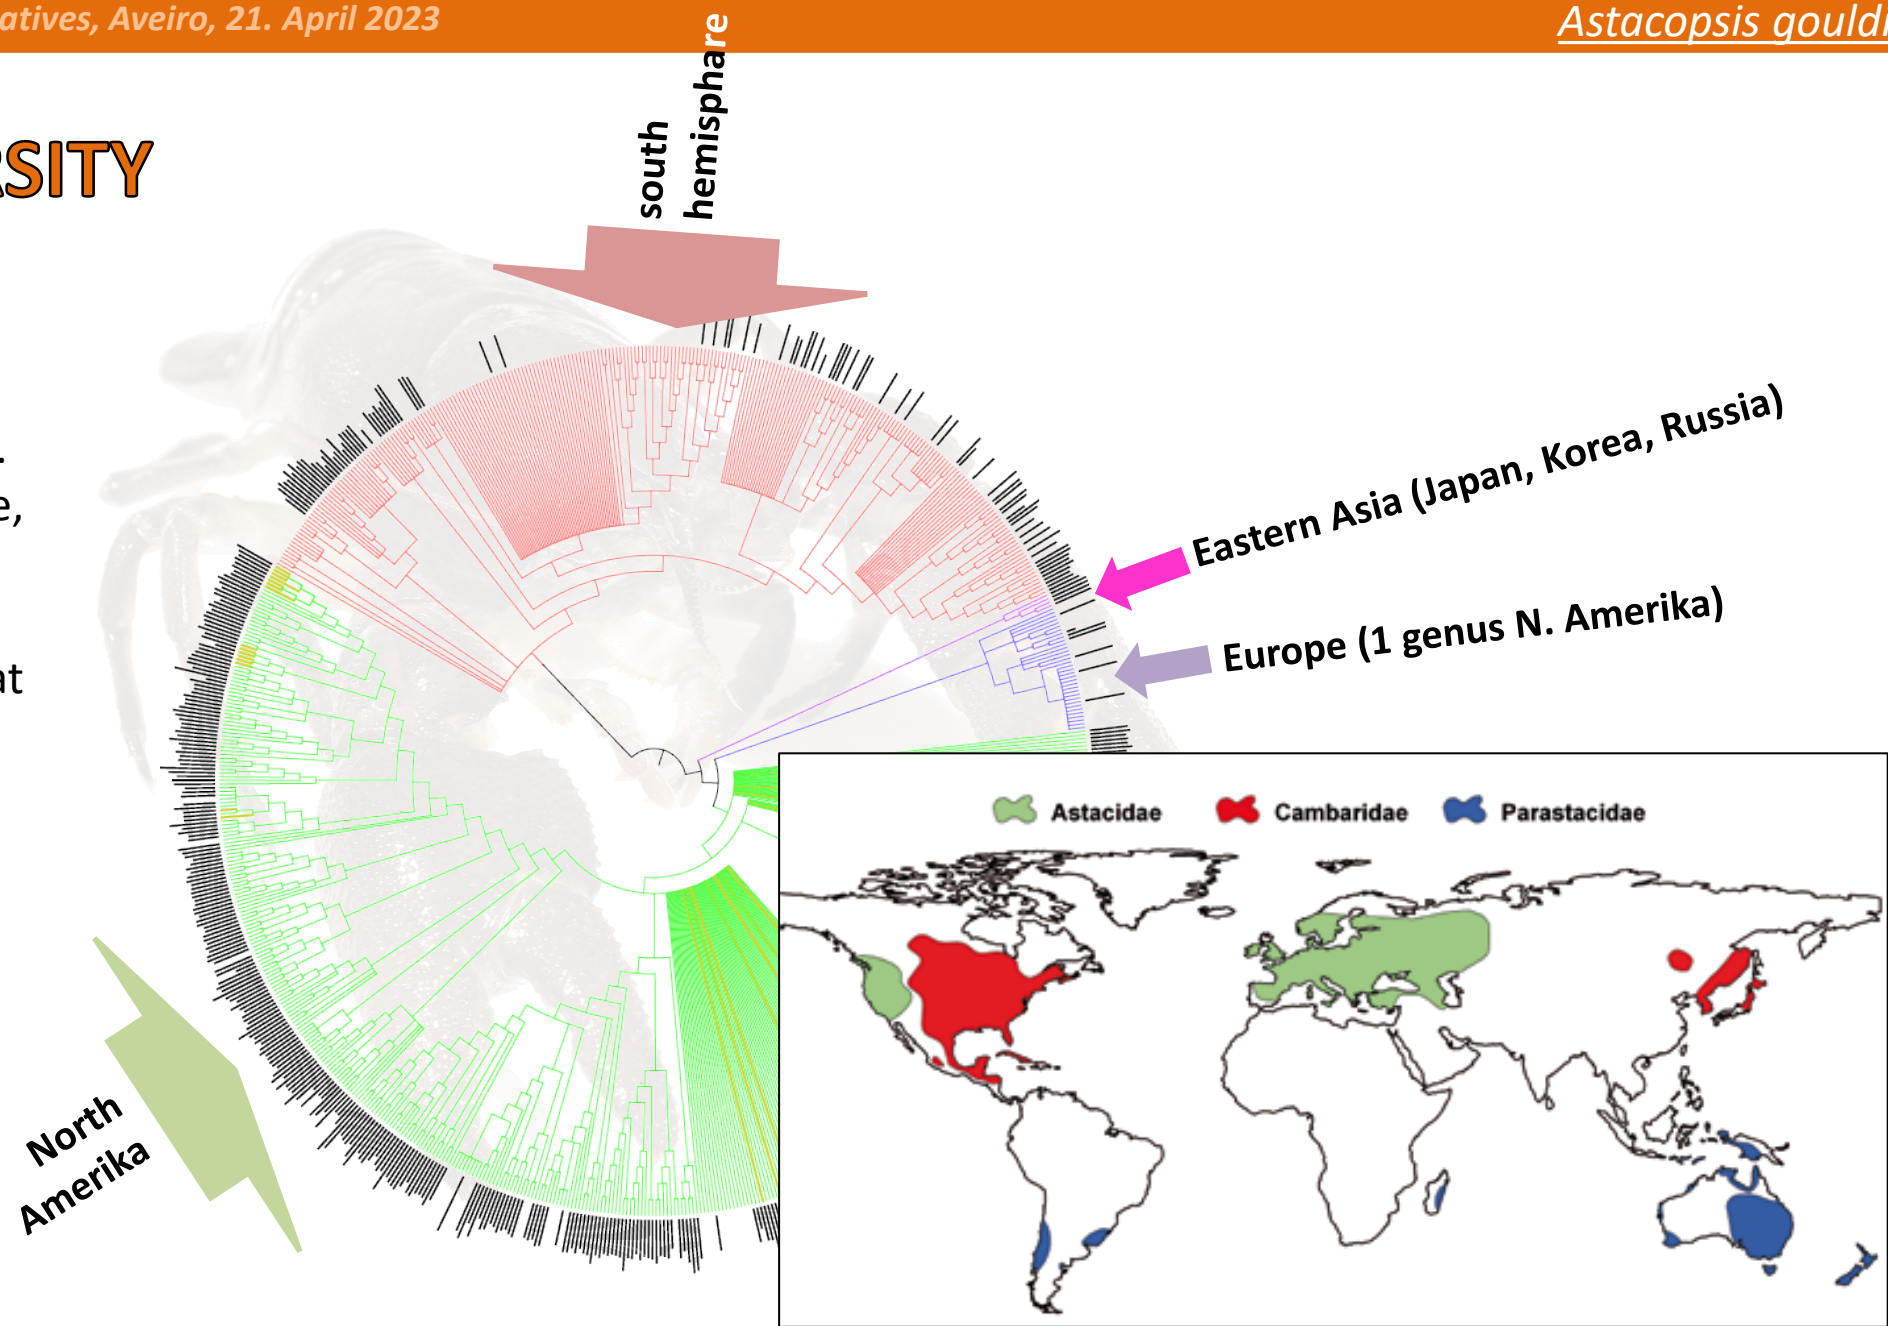 atives, Aveiro, 21. April 2023
Astacopsis gouldi
RSITY
south
hemisphare
.
e,
at
Eastern Asia (Japan, Korea, Russia)
Europe (1 genus N. Amerika)
North
Amerika
Astacidae Cambaridae Parastacidae